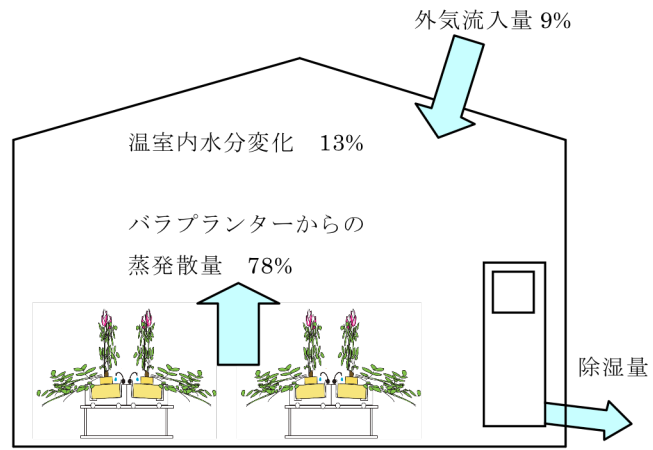 外気流入量 9%
温室内水分変化　13%
バラプランターからの
蒸発散量　78%
除湿量